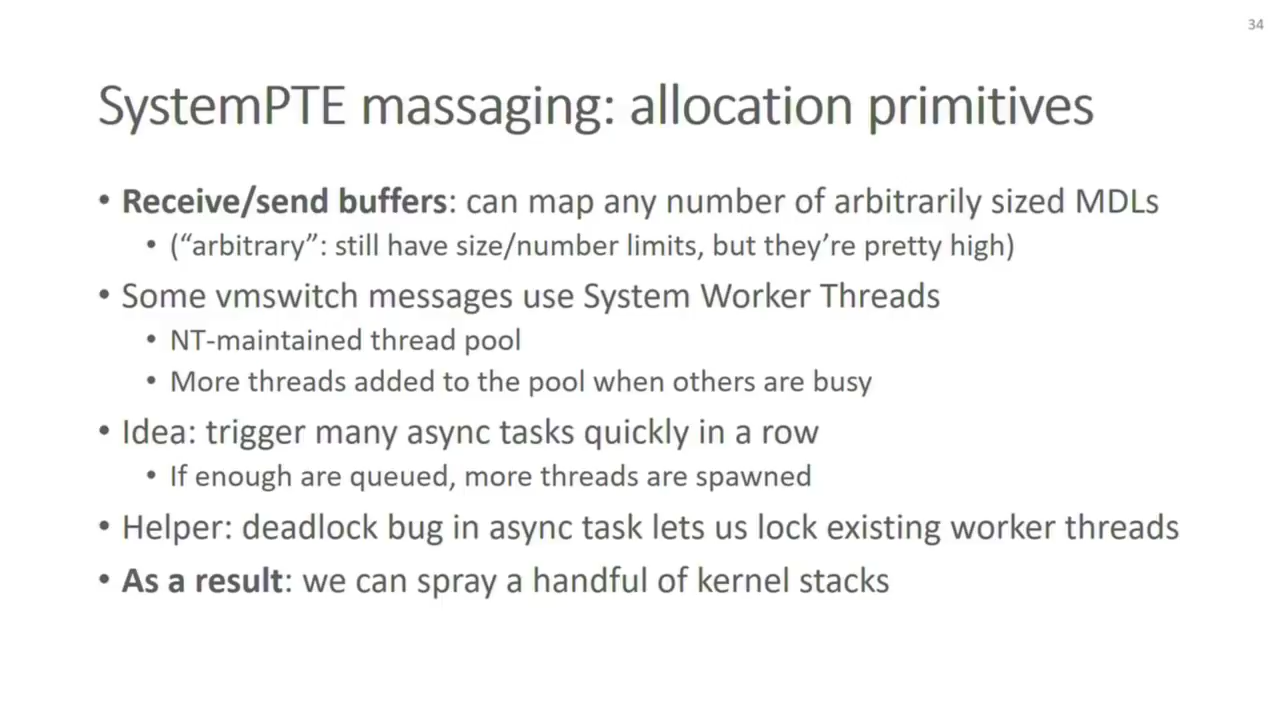 34
SystemPTE massaging: allocation primitives
• Receive/send buffers: can map any number of arbitrarily sized MDLs
• (“arbitrary”: still have size/number limits, but they’re pretty high)
• Some vmswitch messages use System Worker Threads
• NT-maintained thread pool
• More threads added to the pool when others are busy
• Idea: trigger many async tasks quickly in a row
• If enough are queued, more threads are spawned
• Helper: deadlock bug in async task lets us lock existing worker threads
• As a result: we can spray a handful of kernel stacks